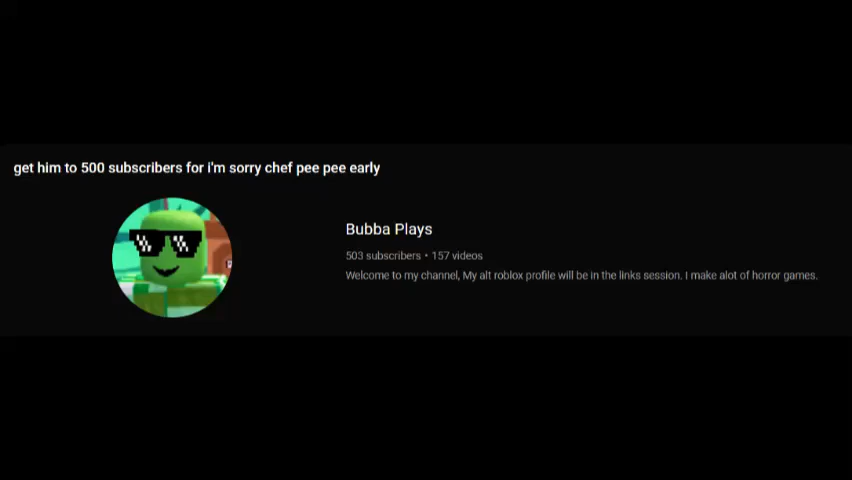 get him to 500 subscribers for i'm sorry chef pee pee early
Bubba Plays
503 subscribers • 157 videos
Welcome to my channel, My alt roblox profile will be in the links session. I make alot of horror games.